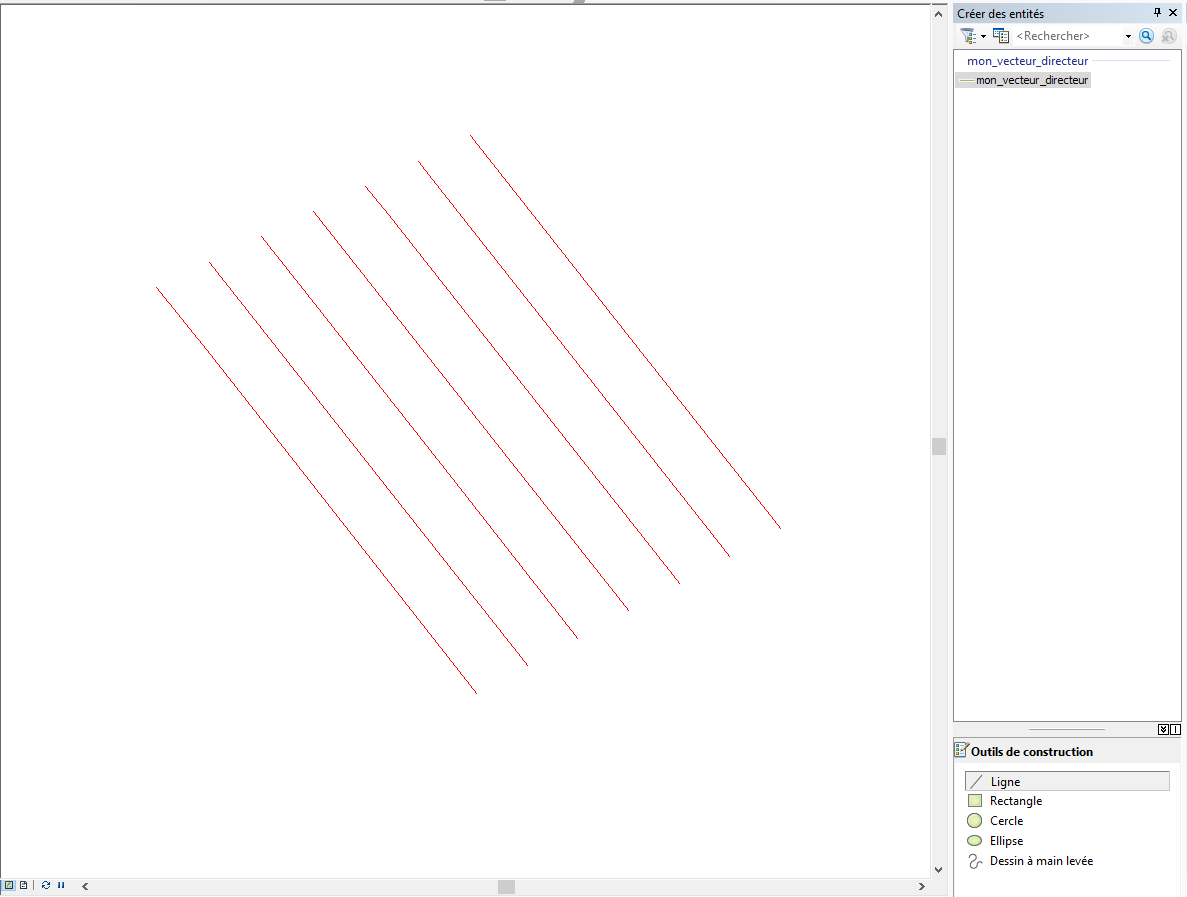 Créer des entités
<Rechercher>
mon_vecteur_directeur
mon_vecteur_directeur
Outils de construction
Ligne
Rectangle
Cercle
Ellipse
Dessin à main levée